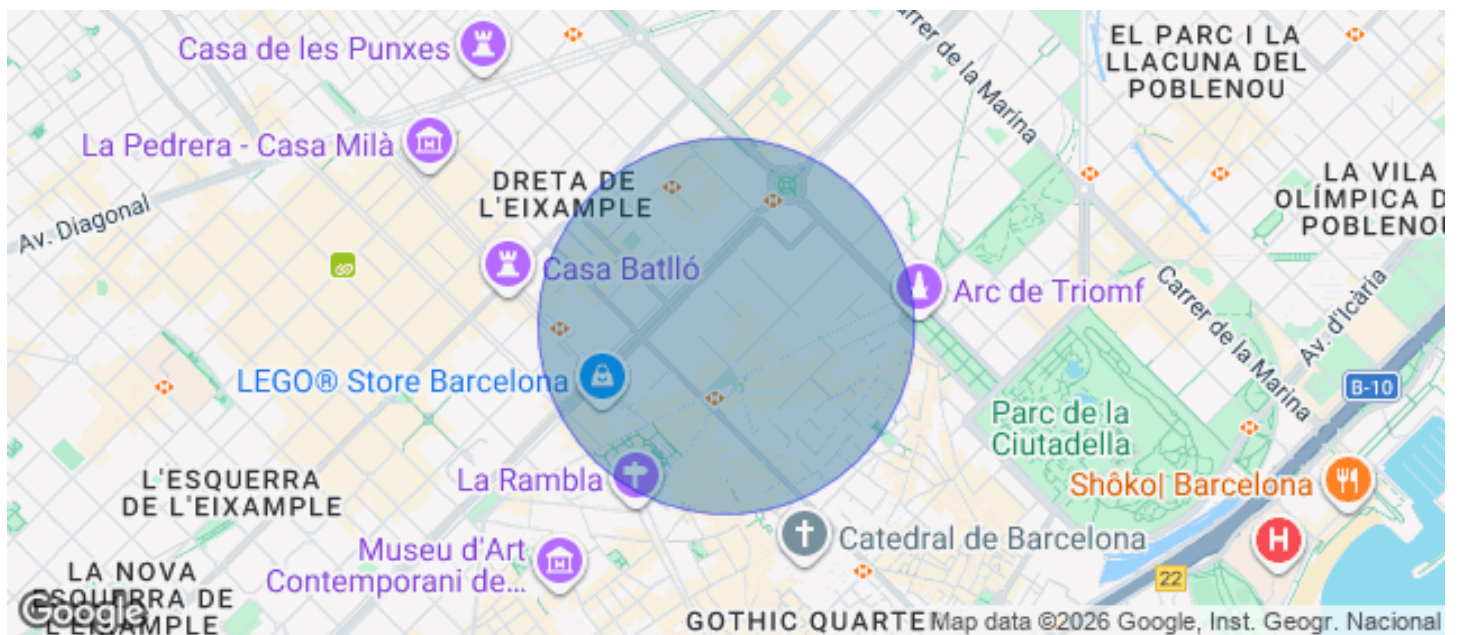 Casa de les Punxes
Carrer de la Marina
EL PARC I LA
LLACUNA DEL
POBLENOU
La Pedrera - Casa Milà
DRETA DE
L'EIXAMPLE
LA VILA
OLÍMPICA D
POBLENOU
Av. Diagonal
Casa Batlló
Arc de Triomf
Carrer de la Marina
Av. d'Icària
LEGO® Store Barcelona
B-10
Parc de la
Ciutadella
L'ESQUERRA
DE L'EIXAMPLE
La Rambla
Shôko| Barcelona
H
Museu d'Art
Contemporani de...
Catedral de Barcelona
22
LA NOVA
ESQUERRA DE
L'EIXAMPLE
Google
GOTHIC QUARTE
Map data ©2026 Google, Inst. Geogr. Nacional